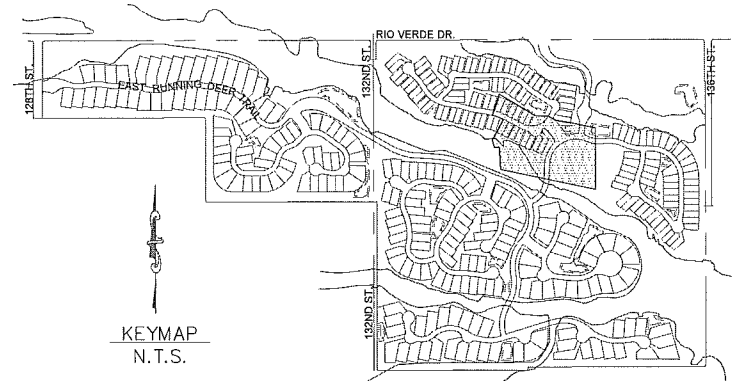 RIO VERDE DR.
128TH ST.
EAST RUNNING DEER TRAIL
132ND ST.
136TH ST.
132ND ST.
KEYMAP
N.T.S.